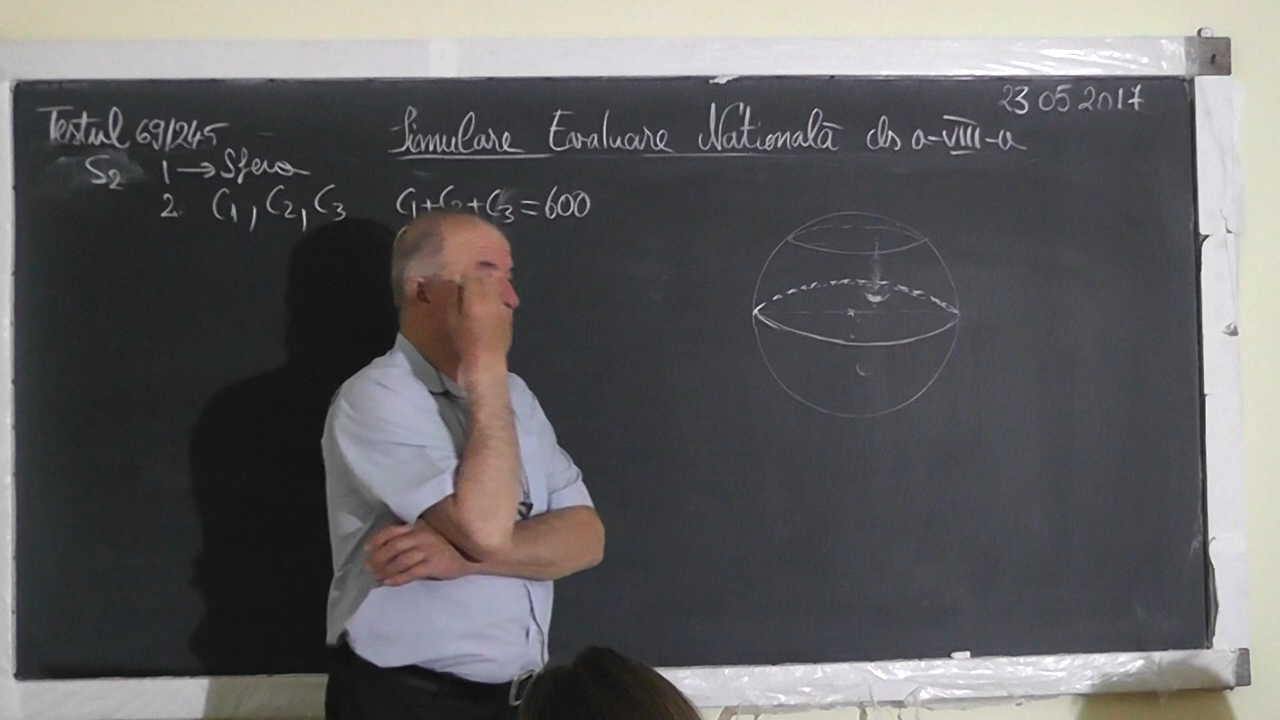 23 05 2017
Testul 69/245 Simulare Evaluare Natională cls a-VIII-a
S2 1 → Sfera
2. C1, C2, C3 C1+C2+C3=600